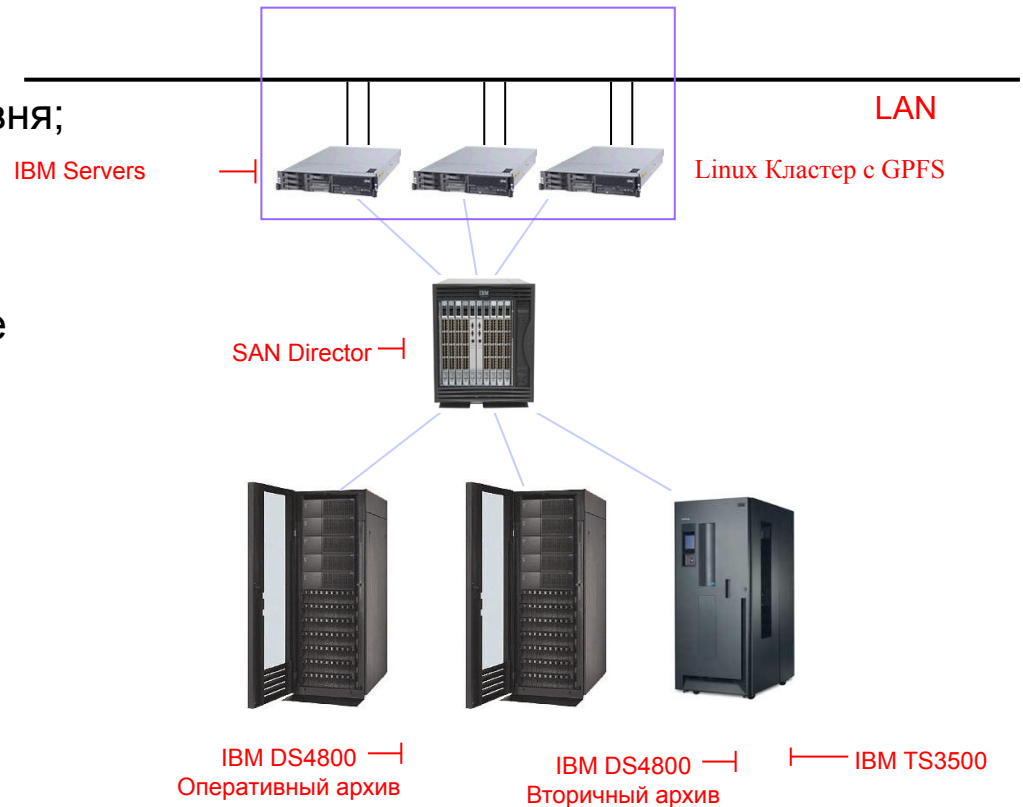 LAN
вня;
IBM Servers
Linux Кластер с GPFS
е
SAN Director
IBM DS4800
Оперативный архив
IBM DS4800
Вторичный архив
IBM TS3500